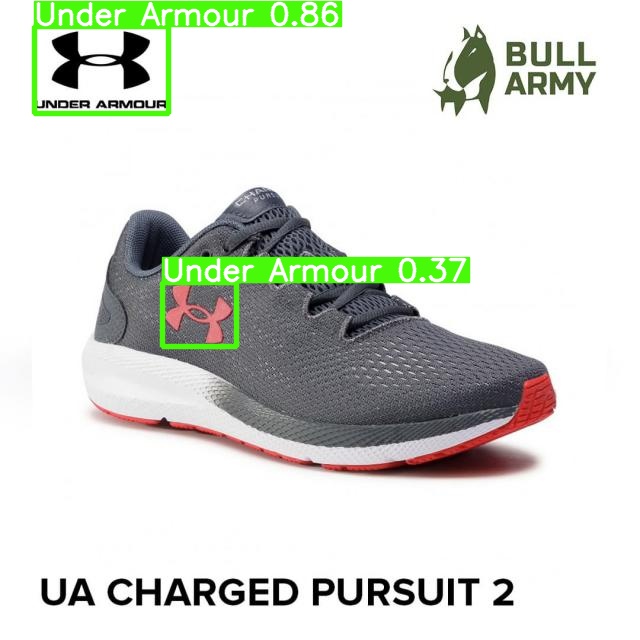 Under Armour 0.86
UNDER ARMOUR
BULL
ARMY
Under Armour 0.37
UA CHARGED PURSUIT 2